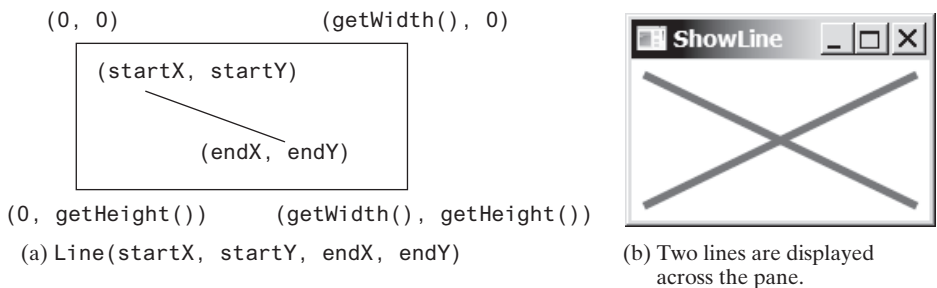 (0, 0)
(getWidth(), 0)
(startX, startY)
(endX, endY)
(0, getHeight())
(getWidth(), getHeight())
(a) Line(startX, startY, endX, endY)
ShowLine
(b) Two lines are displayed
across the pane.